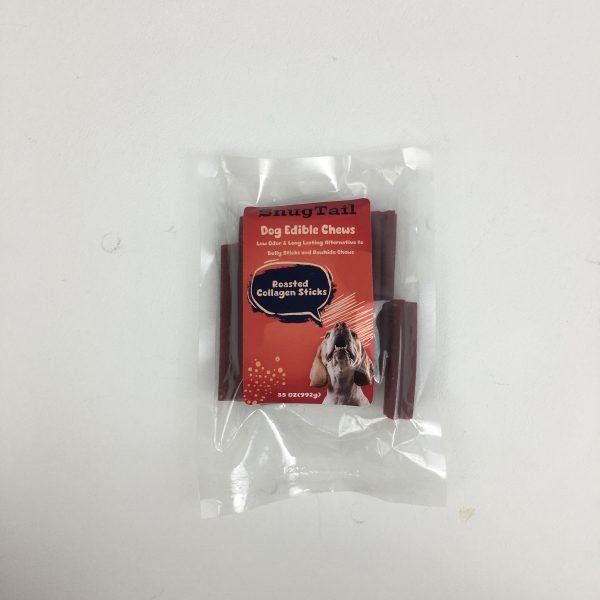 SnugTail
Dog Edible Chews
Low Odor & Long Lasting Alternative to
Bully Sticks and Rawhide Chews
Roasted
Collagen Sticks
35 OZ(992g)